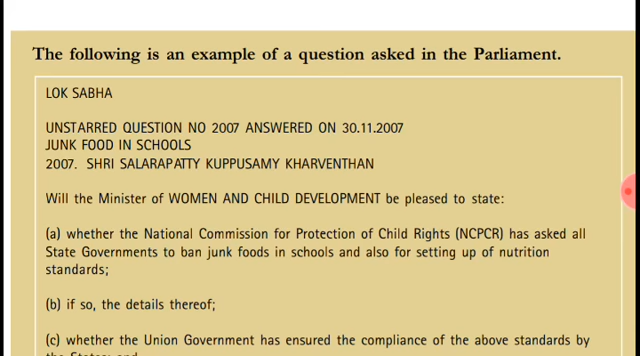 The following is an example of a question asked in the Parliament.
LOK SABHA
UNSTARRED QUESTION NO 2007 ANSWERED ON 30.11.2007
JUNK FOOD IN SCHOOLS
2007. SHRI SALARAPATTY KUPPUSAMY KHARVENTHAN
Will the Minister of WOMEN AND CHILD DEVELOPMENT be pleased to state:
(a) whether the National Commission for Protection of Child Rights (NCPCR) has asked all
State Governments to ban junk foods in schools and also for setting up of nutrition
standards;
(b) if so, the details thereof;
(c) whether the Union Government has ensured the compliance of the above standards by
the States; and